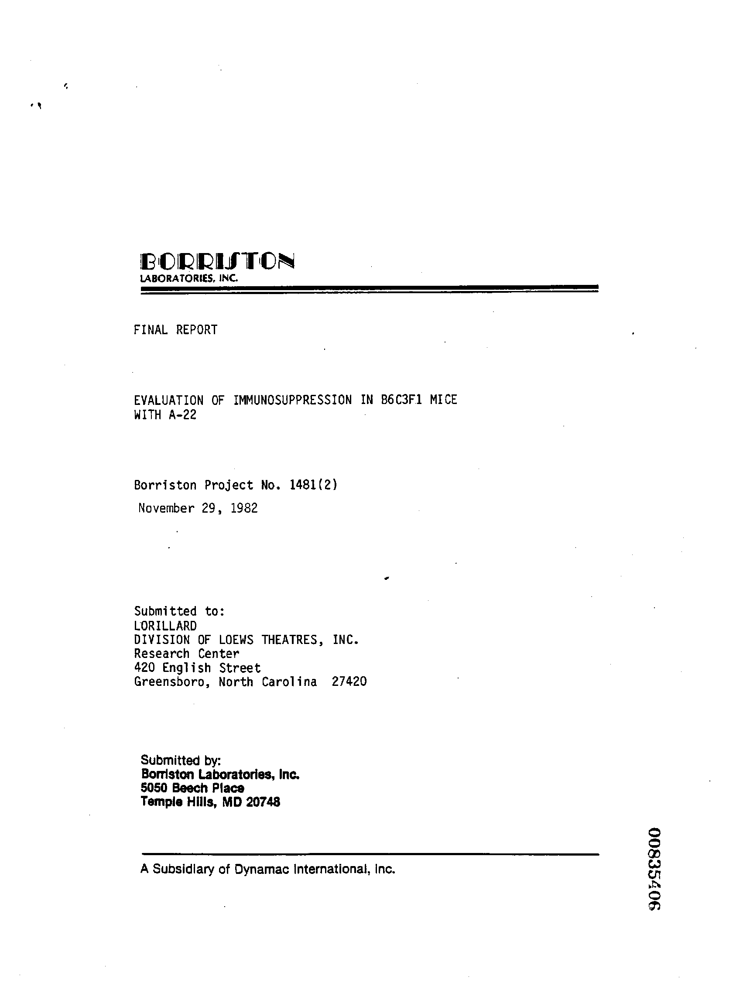 BORRISTON
LABORATORIES, INC.
FINAL REPORT
EVALUATION OF IMMUNOSUPPRESSION IN B6C3F1 MICE
WITH A-22
Borriston Project No. 1481(2)
November 29, 1982
Submitted to:
LORILLARD
DIVISION OF LOEWS THEATRES, INC.
Research Center
420 English Street
Greensboro, North Carolina 27420
Submitted by:
Borriston Laboratories, Inc.
5050 Beech Place
Temple Hills, MD 20748
A Subsidiary of Dynamac International, Inc.
00835406